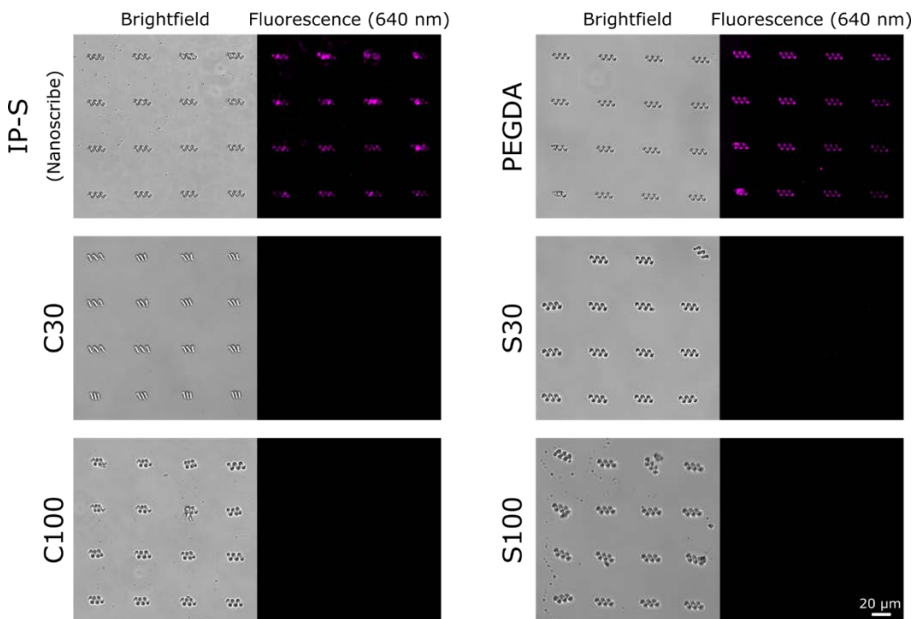 Brightfield
Fluorescence (640 nm)
Brightfield
Fluorescence (640 nm)
IP-S
(Nanoscribe)
PEGDA
C30
S30
C100
S100
20 µm